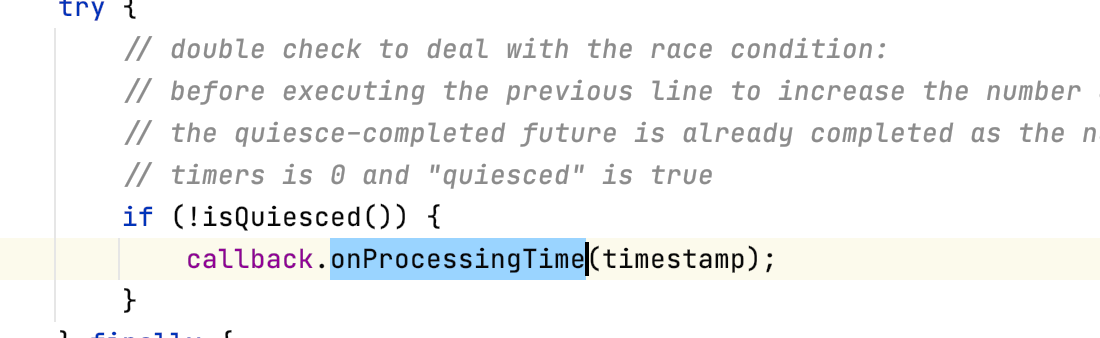 try {
// double check to deal with the race condition:
// before executing the previous line to increase the number
// the quiesce-completed future is already completed as the
// timers is 0 and "quiesced" is true
if (!isQuiesced()) {
callback.onProcessingTime(timestamp);
}
} finally {